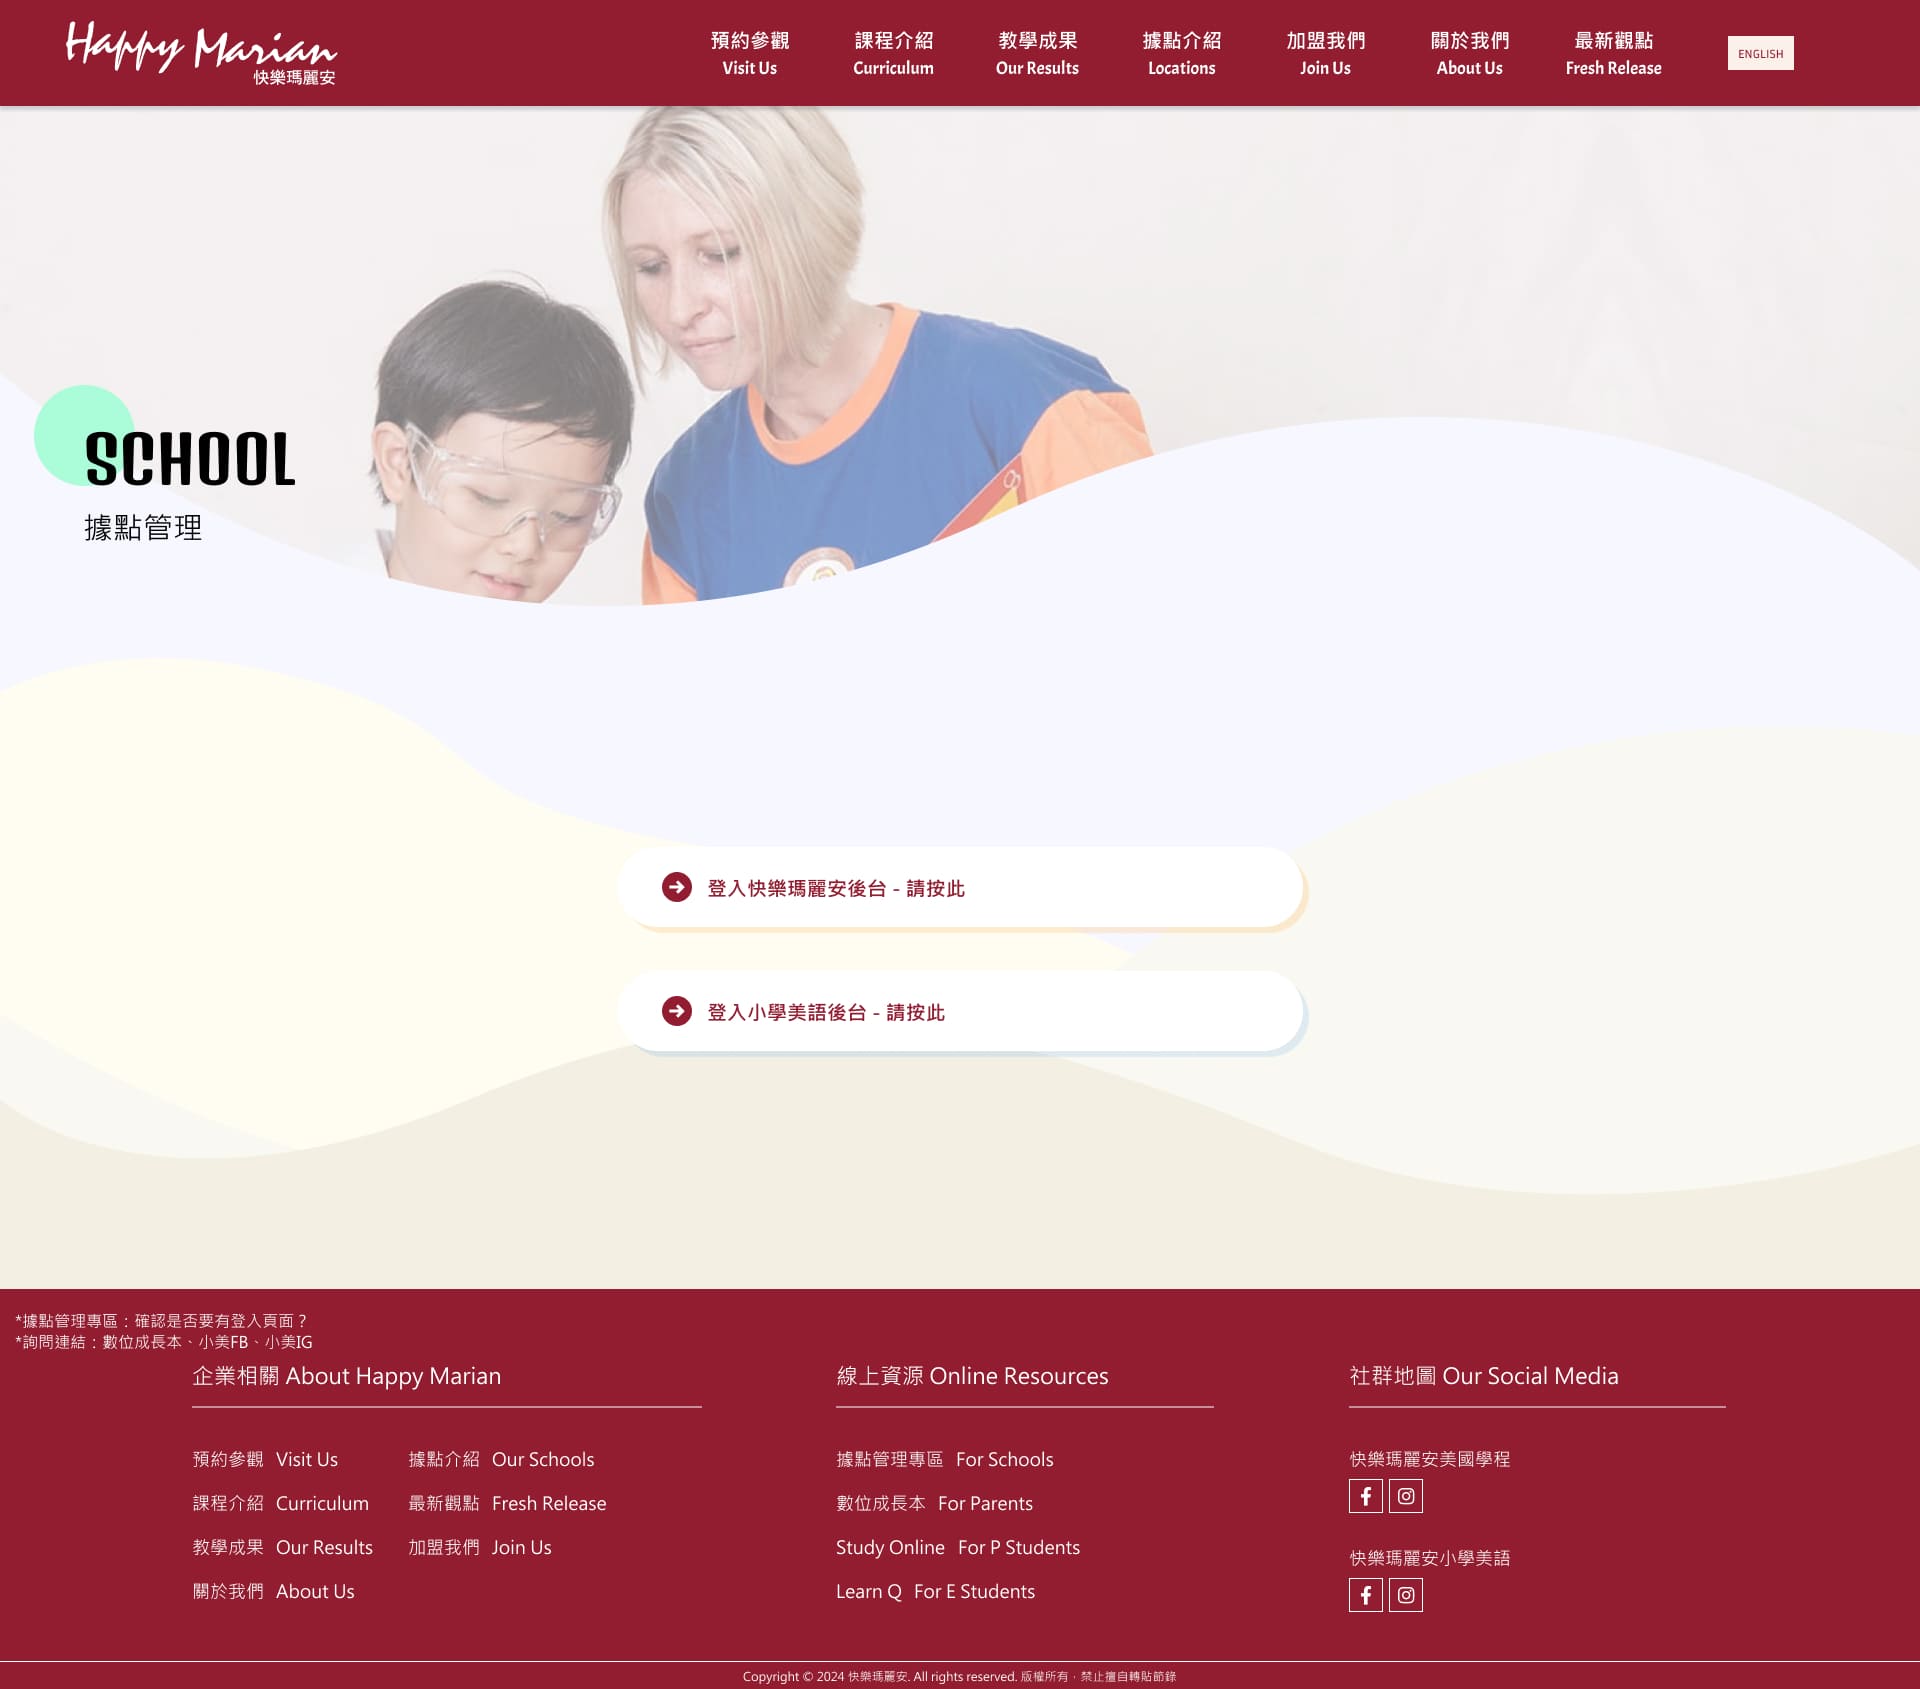 Happy Marian
快樂瑪麗安
預約參觀
Visit Us
課程介紹
Curriculum
教學成果
Our Results
據點介紹
Locations
加盟我們
Join Us
關於我們
About Us
最新觀點
Fresh Release
ENGLISH
SCHOOL
據點管理
登入快樂瑪麗安後台 - 請按此
登入小學美語後台 - 請按此
*據點管理專區：確認是否要有登入頁面？
*詢問連結：數位成長本、小美FB、小美IG
企業相關 About Happy Marian
預約參觀 Visit Us
課程介紹 Curriculum
教學成果 Our Results
關於我們 About Us
據點介紹 Our Schools
最新觀點 Fresh Release
加盟我們 Join Us
線上資源 Online Resources
據點管理專區 For Schools
數位成長本 For Parents
Study Online For P Students
Learn Q For E Students
社群地圖 Our Social Media
快樂瑪麗安美國學程
快樂瑪麗安小學美語
Copyright © 2024 快樂瑪麗安. All rights reserved. 版權所有，禁止擅自轉貼節錄